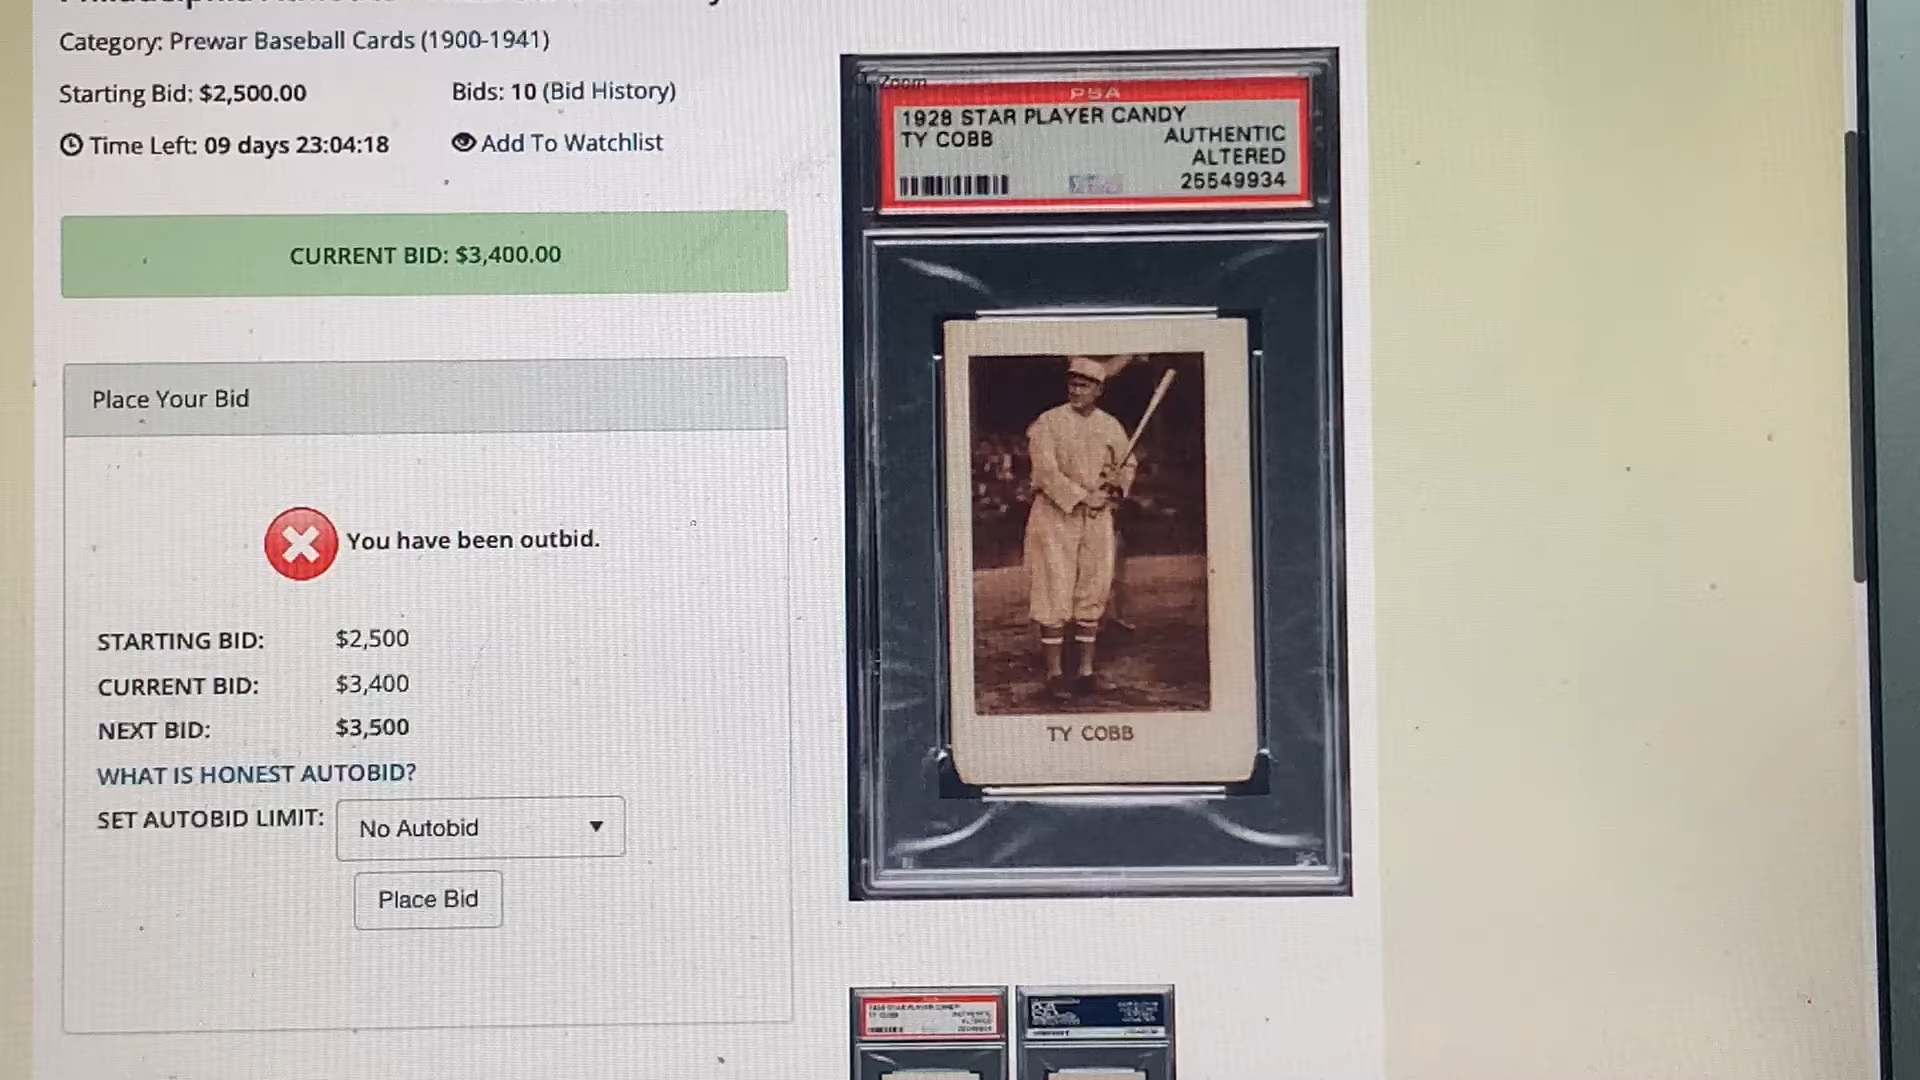 Category: Prewar Baseball Cards (1900-1941)
Starting Bid: $2,500.00
Bids: 10 (Bid History)
Time Left: 09 days 23:04:18
Add To Watchlist
CURRENT BID: $3,400.00
Place Your Bid
You have been outbid.
STARTING BID: $2,500
CURRENT BID: $3,400
NEXT BID: $3,500
WHAT IS HONEST AUTOBID?
SET AUTOBID LIMIT: No Autobid
Place Bid
Zoom
PSA
1928 STAR PLAYER CANDY
TY COBB AUTHENTIC
ALTERED
25549934
TY COBB